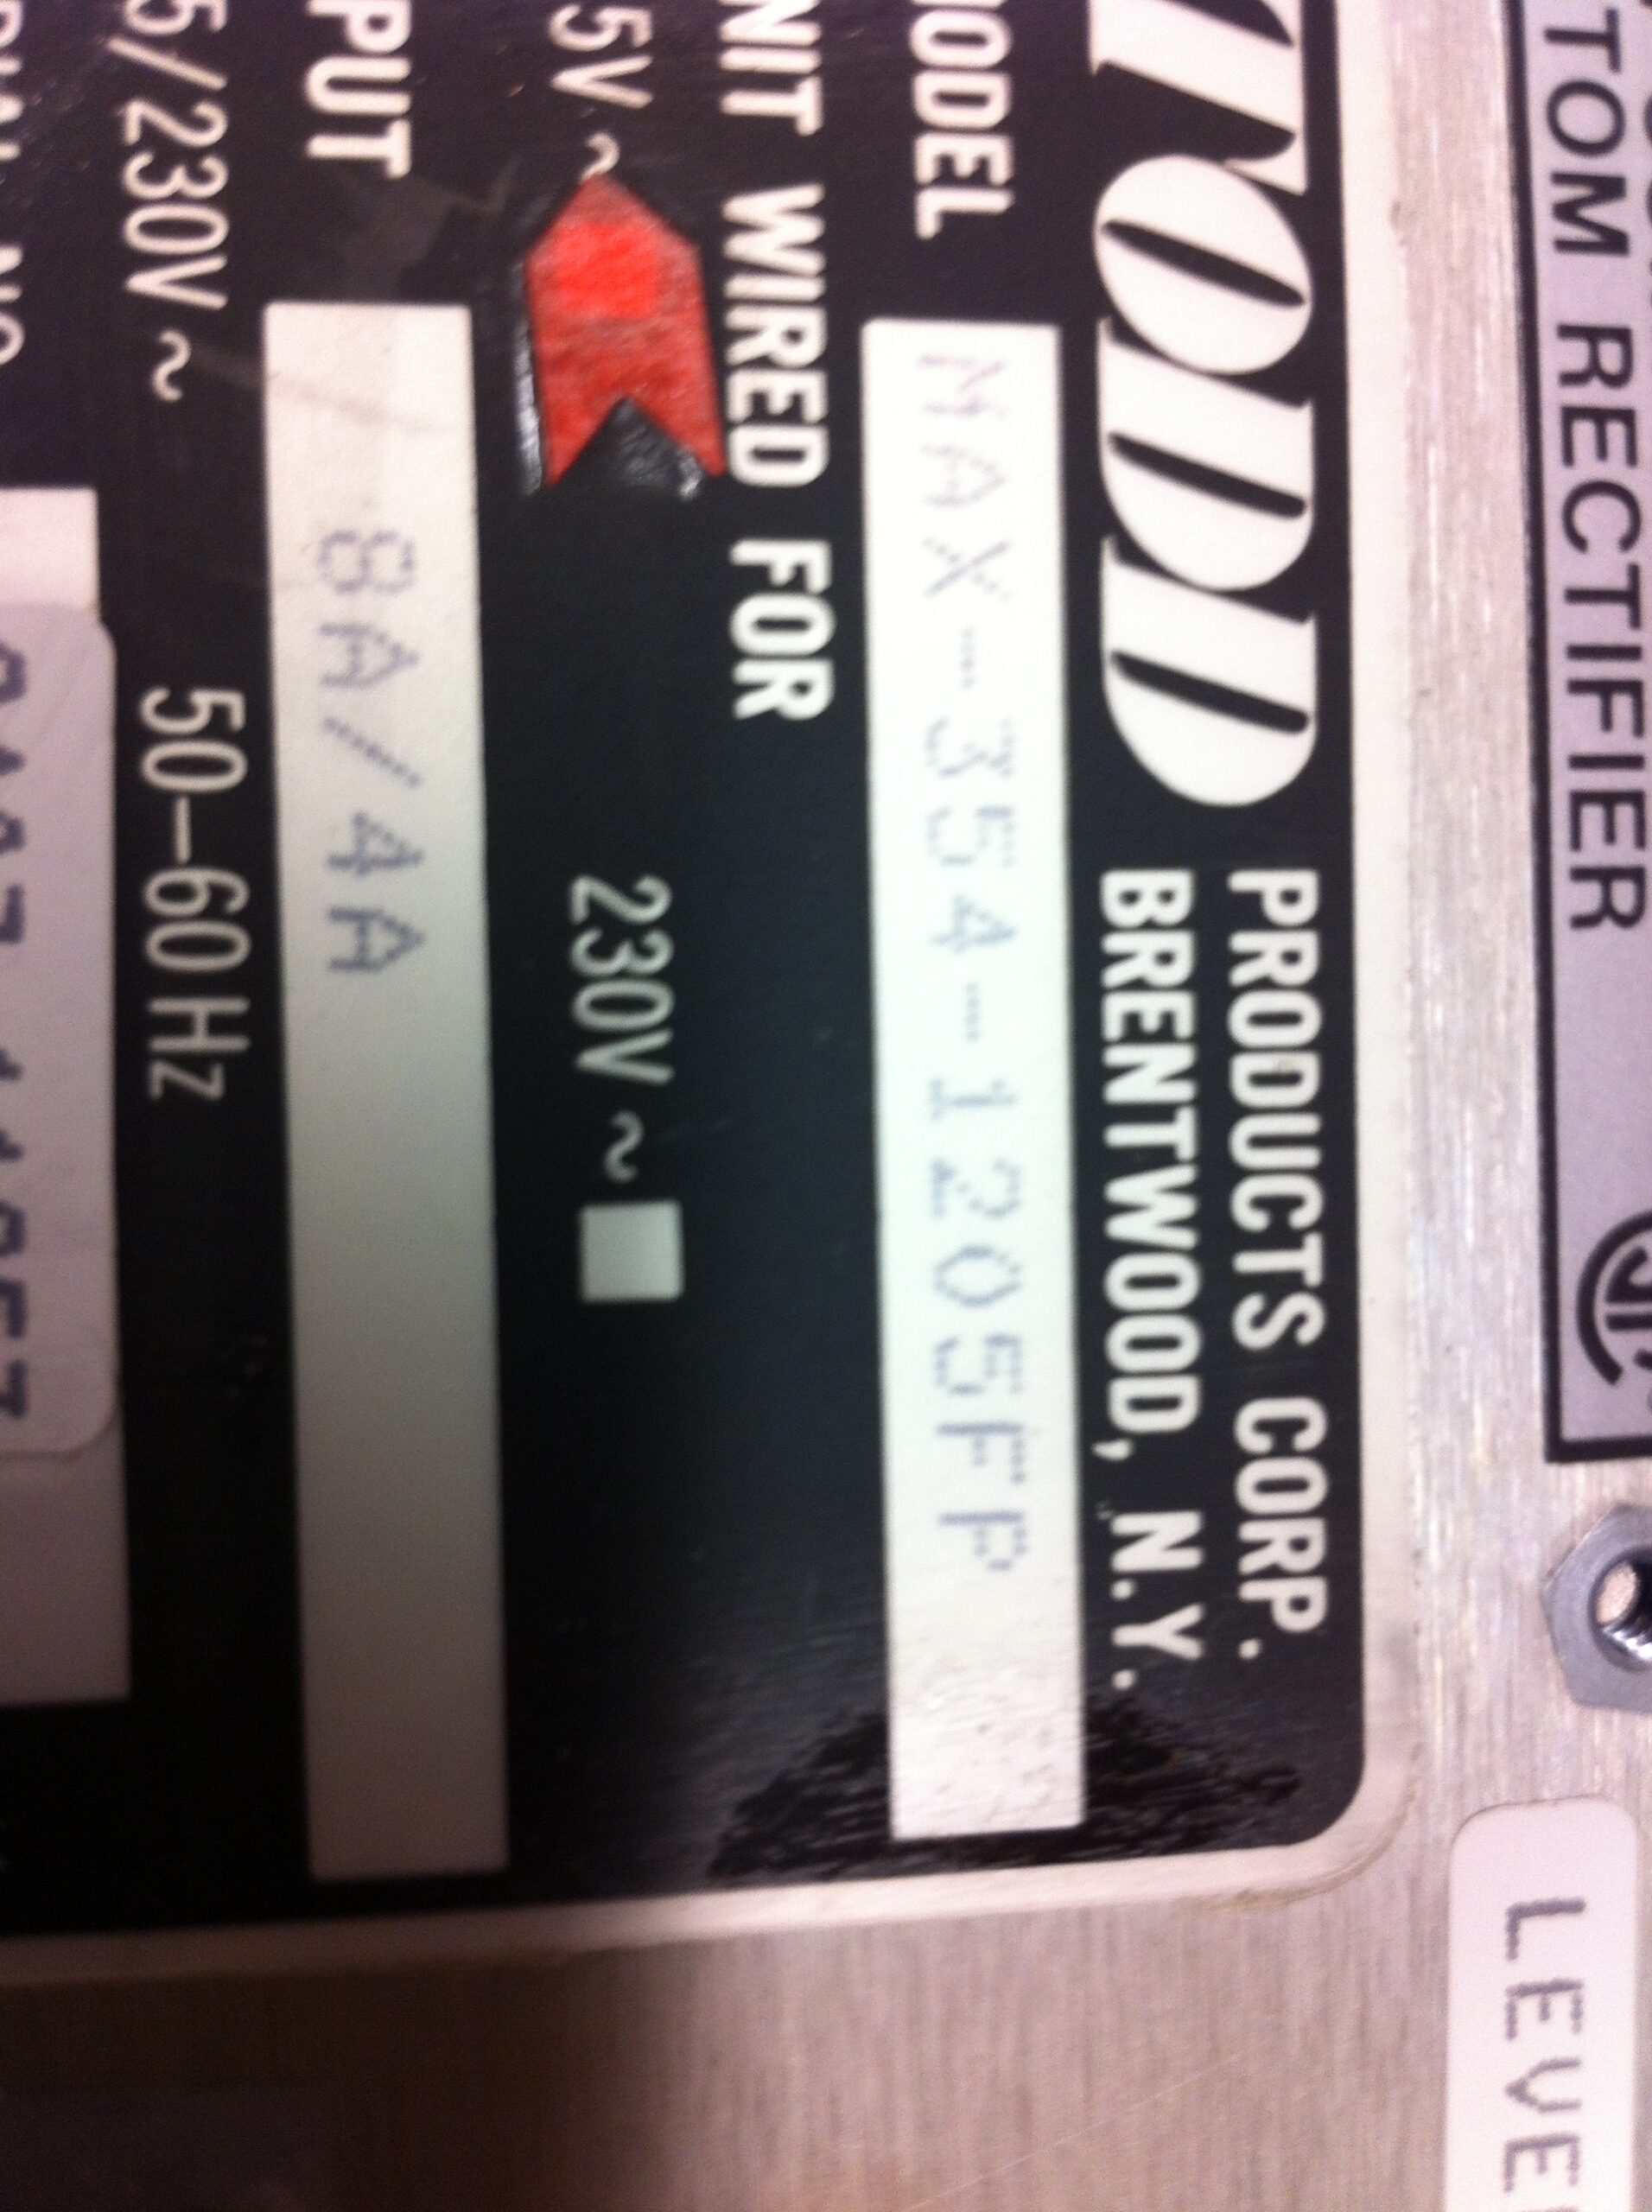 TOM RECTIFIER
TODD PRODUCTS CORP.
BRENTWOOD, N.Y.
ODEL MAX-354-1205FP
NIT WIRED FOR
5V ~ 230V ~
PUT 8A/4A
5/230V ~ 50-60 Hz
LEVE